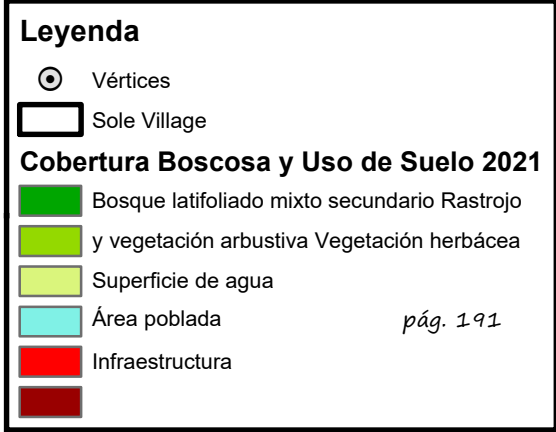 Leyenda
Vértices
Sole Village
Cobertura Boscosa y Uso de Suelo 2021
Bosque latifoliado mixto secundario Rastrojo
y vegetación arbustiva Vegetación herbácea
Superficie de agua
Área poblada pág. 191
Infraestructura